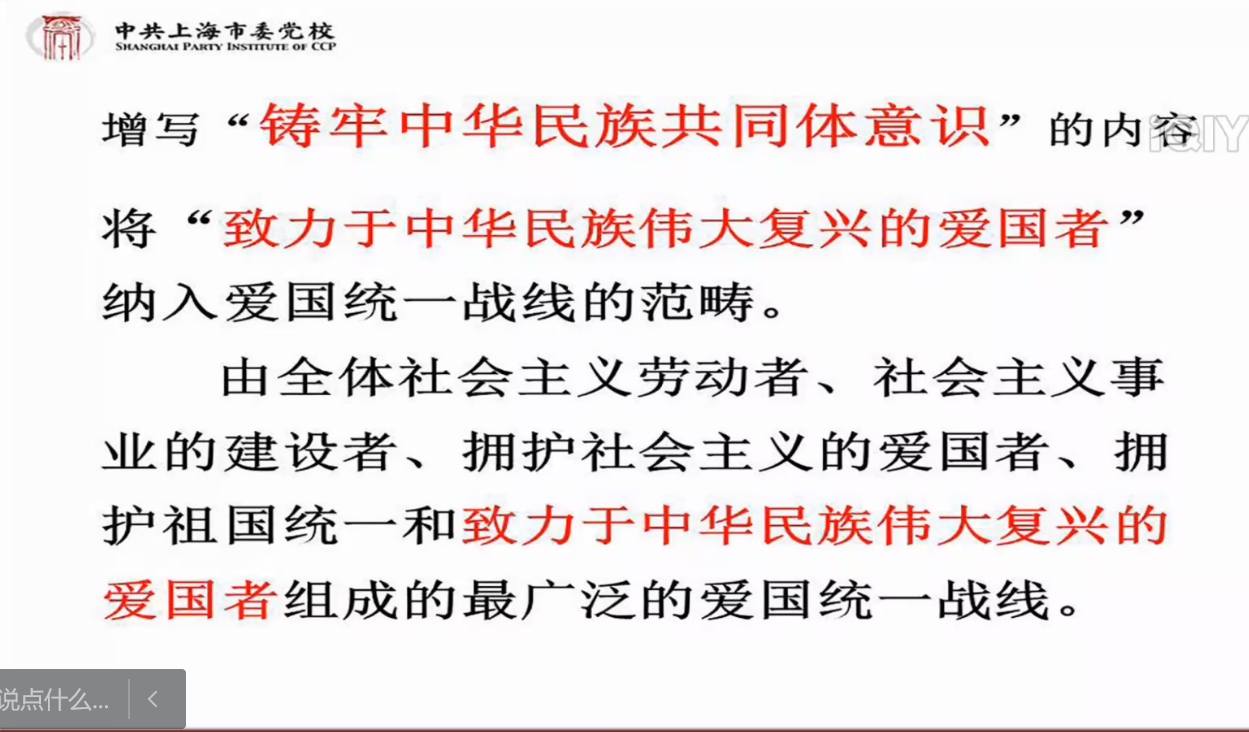 中共上海市委党校
SHANGHAI PARTY INSTITUTE OF CCP
增写“铸牢中华民族共同体意识”的内容
iQIY
将“致力于中华民族伟大复兴的爱国者”
纳入爱国统一战线的范畴。
由全体社会主义劳动者、社会主义事
业的建设者、拥护社会主义的爱国者、拥
护祖国统一和致力于中华民族伟大复兴的
爱国者组成的最广泛的爱国统一战线。
说点什么...